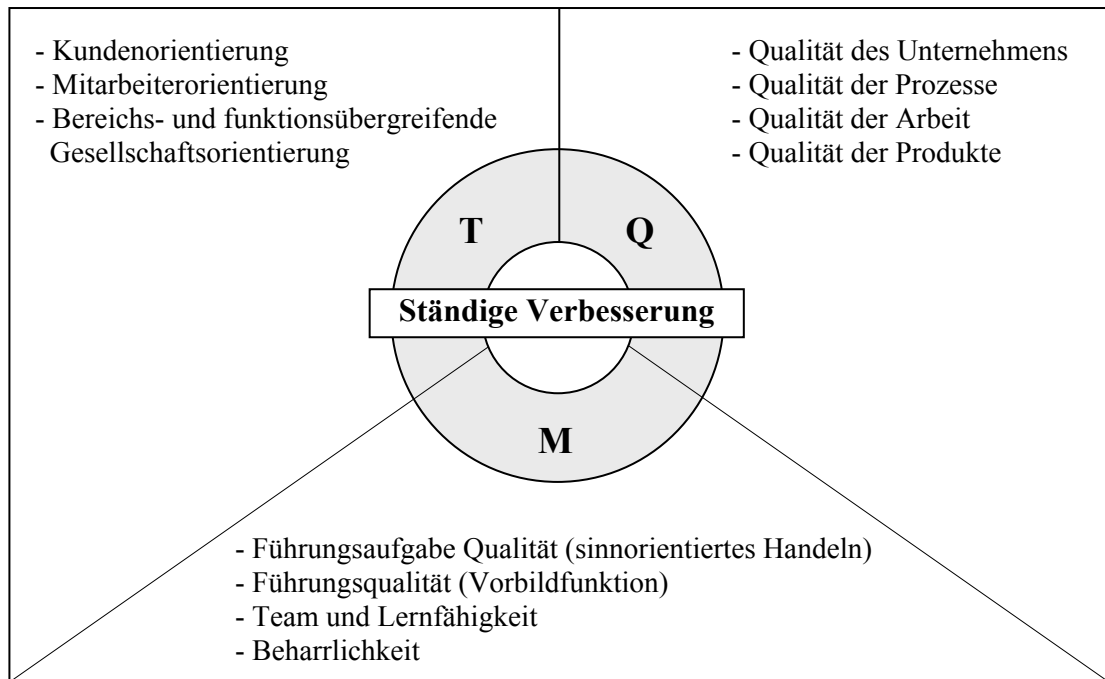 - Kundenorientierung
- Mitarbeiterorientierung
- Bereichs- und funktionsübergreifende
Gesellschaftsorientierung
- Qualität des Unternehmens
- Qualität der Prozesse
- Qualität der Arbeit
- Qualität der Produkte
T
Q
Ständige Verbesserung
M
- Führungsaufgabe Qualität (sinnorientiertes Handeln)
- Führungsqualität (Vorbildfunktion)
- Team und Lernfähigkeit
- Beharrlichkeit